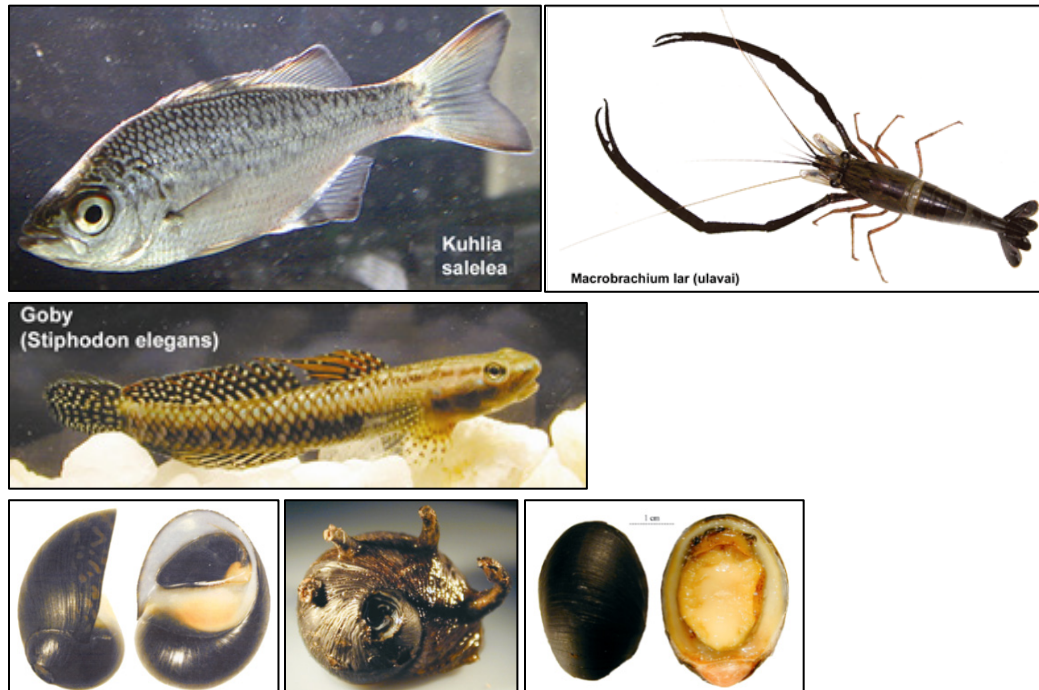 Kuhlia
salelea
Macrobrachium lar (ulavai)
Goby
(Stiphodon elegans)
1 cm